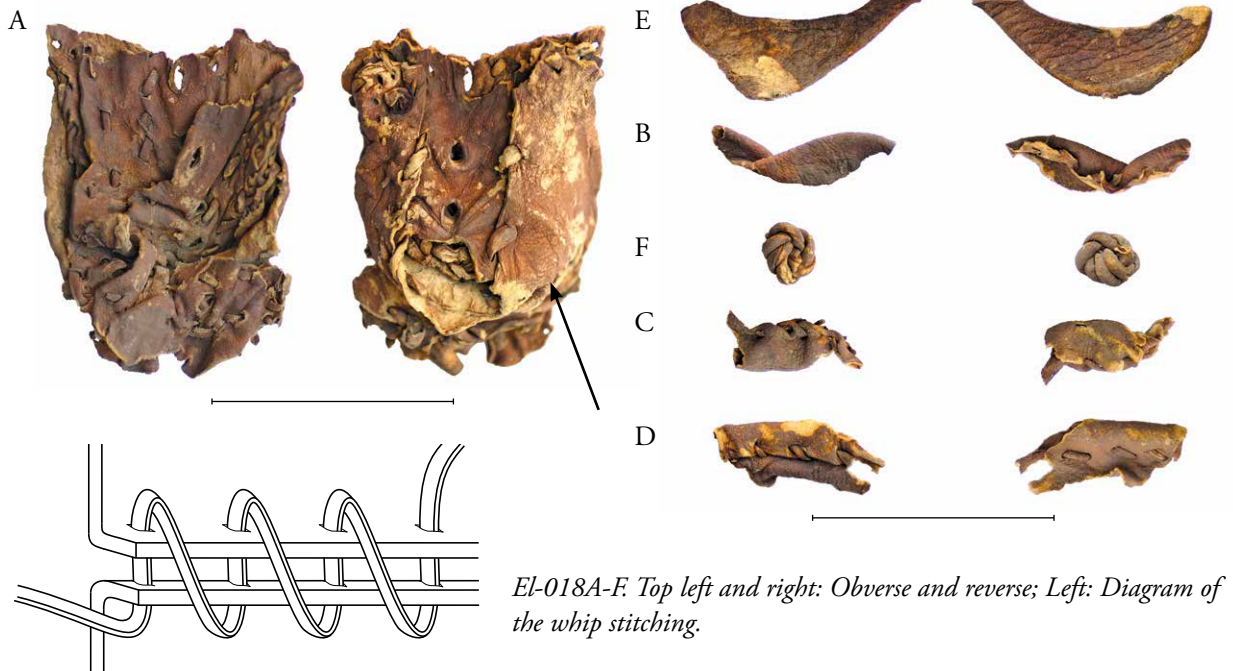 A
E
B
F
C
D
El-018A-F. Top left and right: Obverse and reverse; Left: Diagram of
the whip stitching.